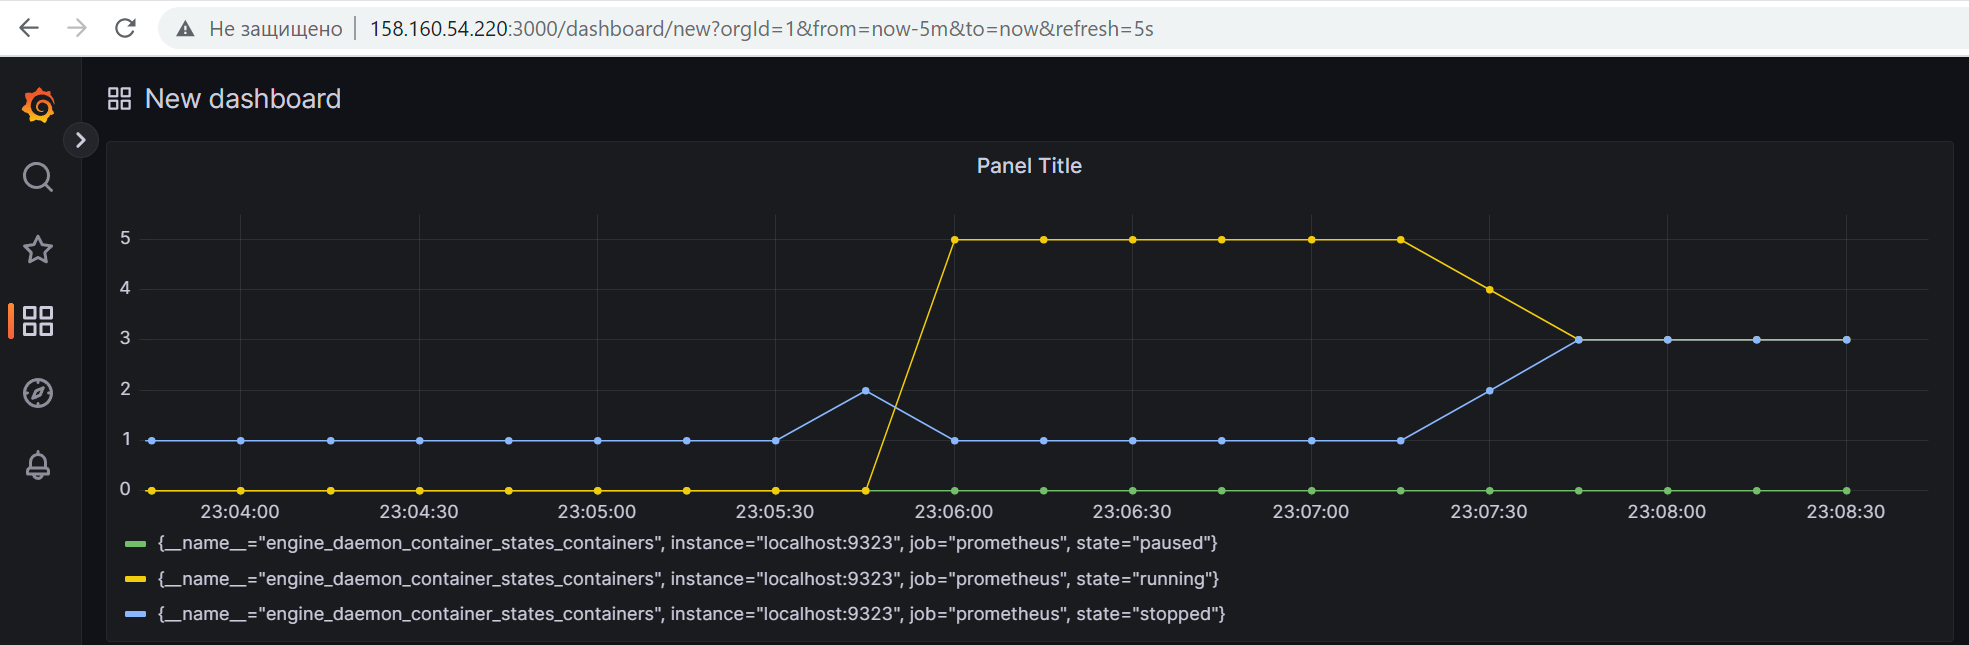 Не защищено | 158.160.54.220:3000/dashboard/new?orgId=1&from=now-5m&to=now&refresh=5s
New dashboard
Panel Title
5
4
3
2
1
0
23:04:00 23:04:30 23:05:00 23:05:30 23:06:00 23:06:30 23:07:00 23:07:30 23:08:00 23:08:30
{__name__="engine_daemon_container_states_containers", instance="localhost:9323", job="prometheus", state="paused"}
{__name__="engine_daemon_container_states_containers", instance="localhost:9323", job="prometheus", state="running"}
{__name__="engine_daemon_container_states_containers", instance="localhost:9323", job="prometheus", state="stopped"}